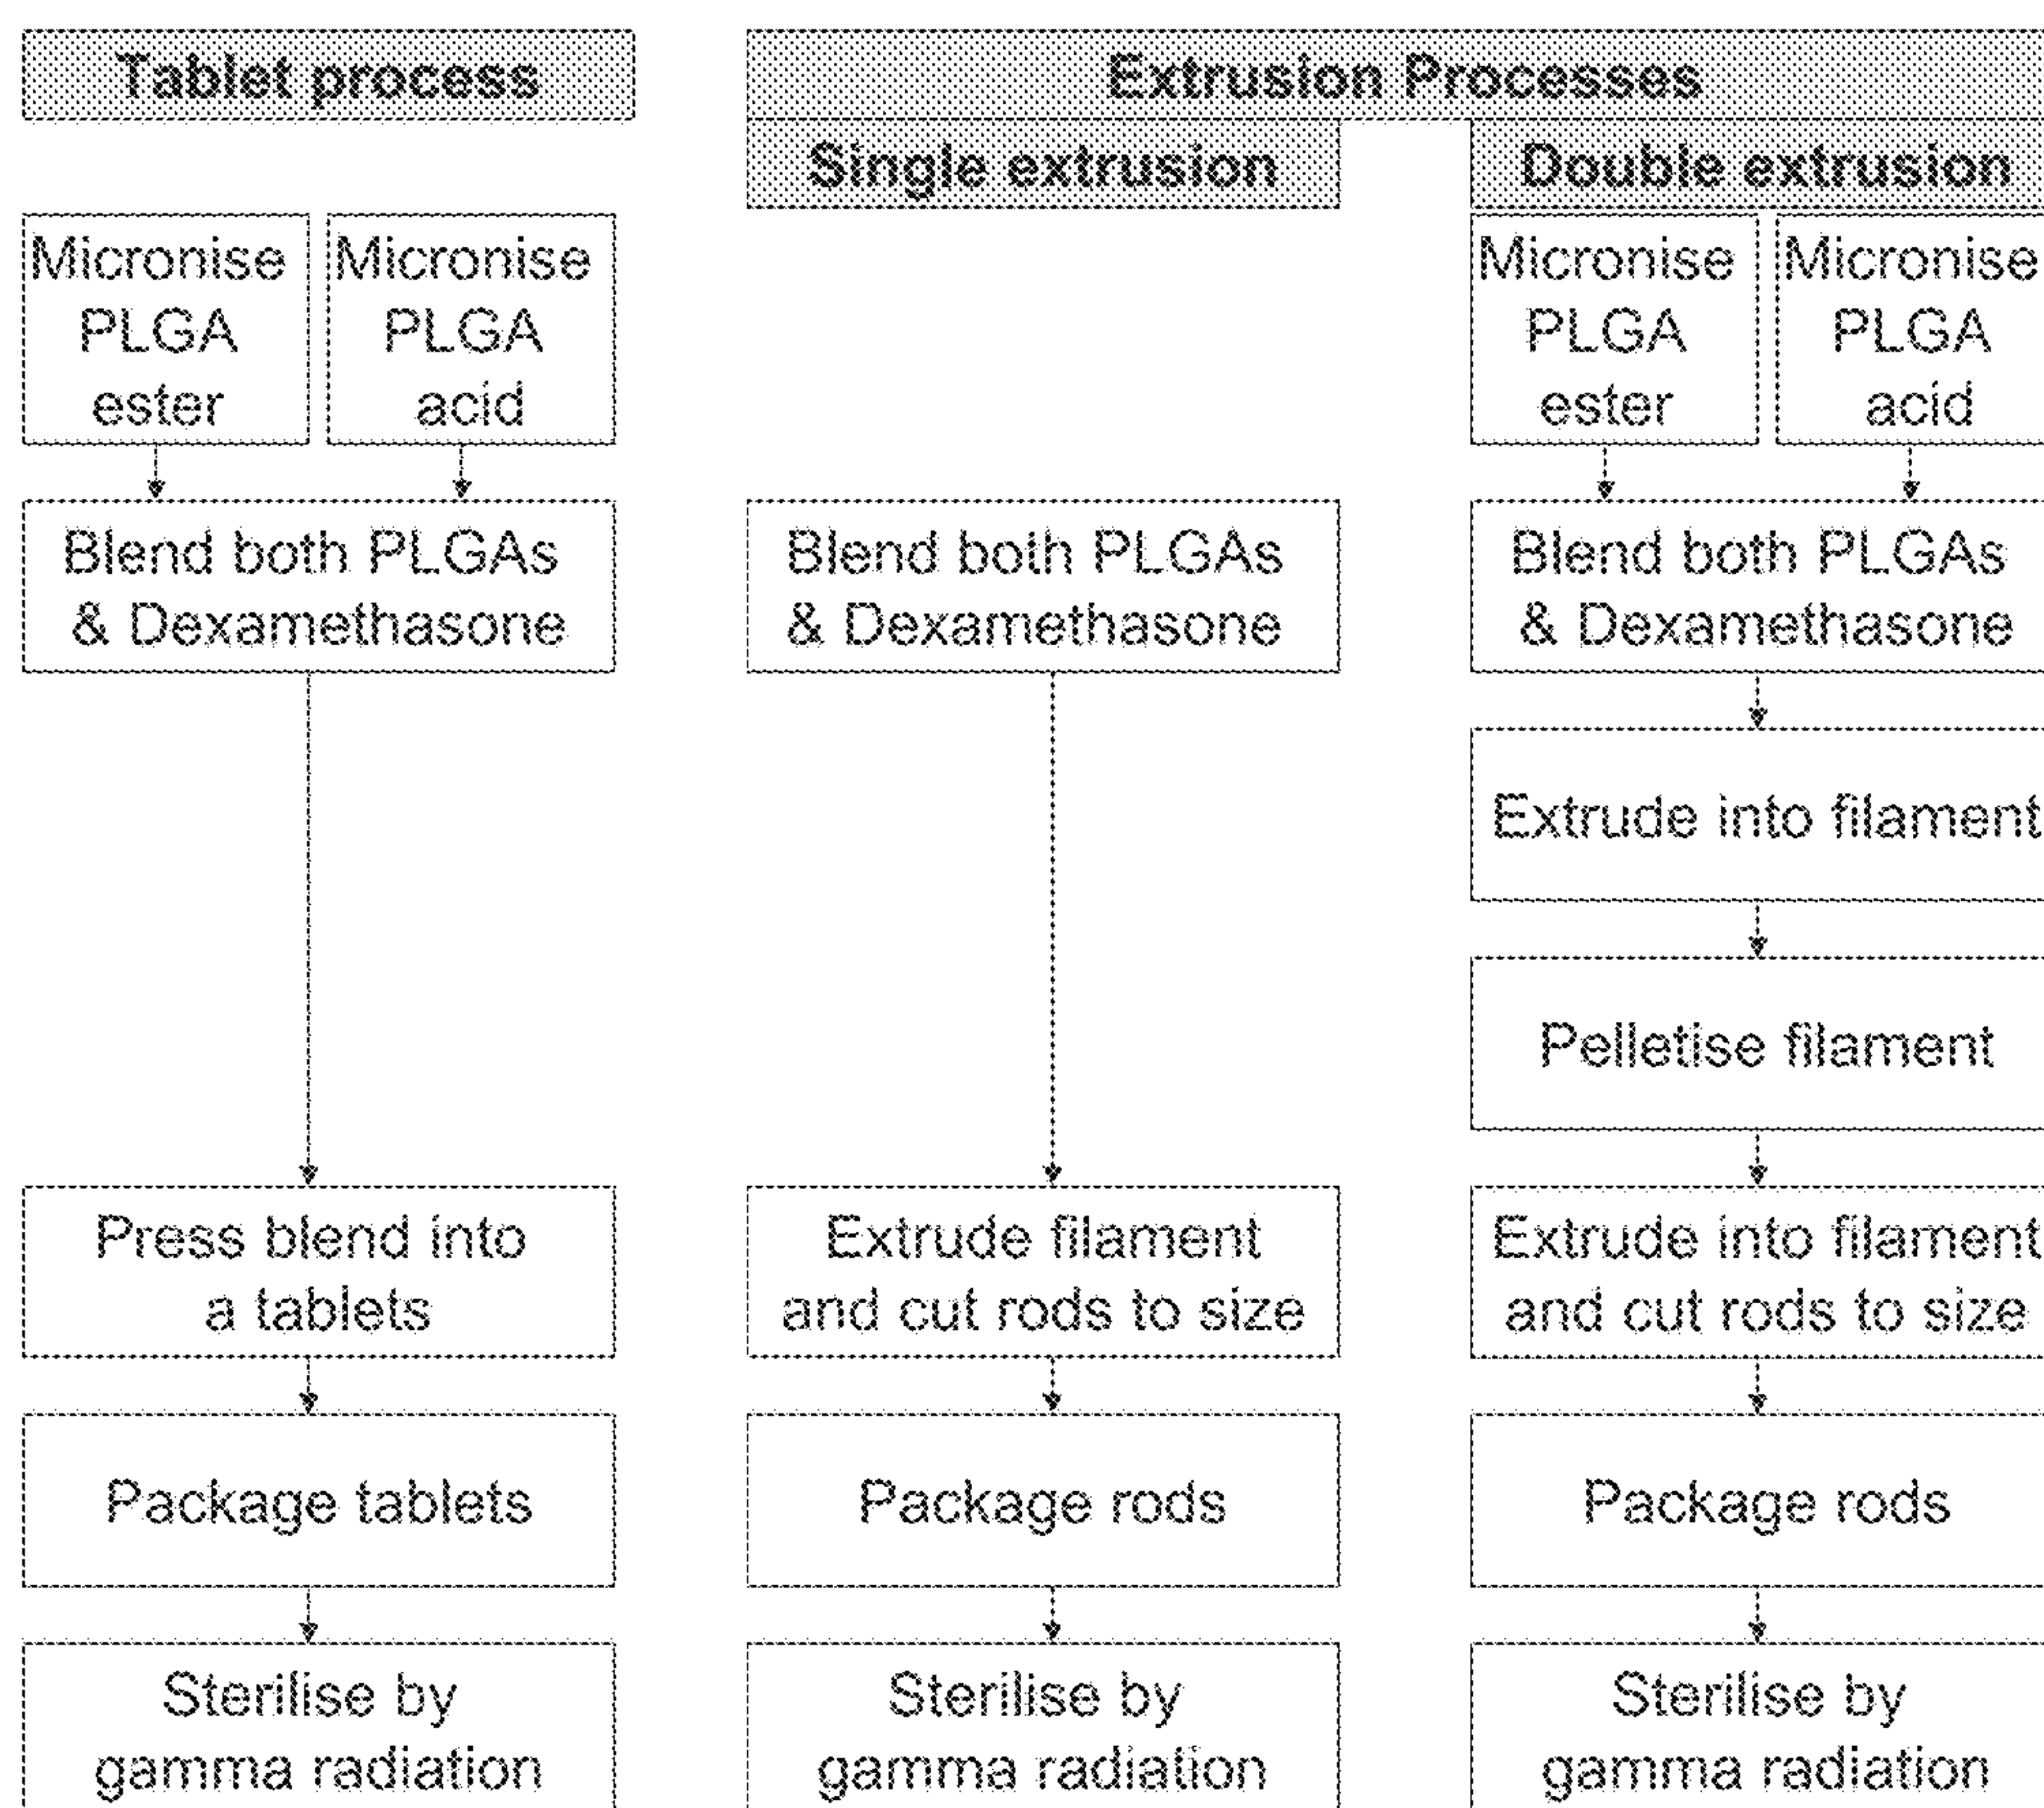 Tablet process
Extrusion Processes
Single extrusion
Double extrusion
Micronise
PLGA
ester
Micronise
PLGA
acid
Micronise
PLGA
ester
Micronise
PLGA
acid
Blend both PLGAs
& Dexamethasone
Blend both PLGAs
& Dexamethasone
Blend both PLGAs
& Dexamethasone
Extrude into filament
Pelletise filament
Press blend into
a tablets
Extrude filament
and cut rods to size
Extrude into filament
and cut rods to size
Package tablets
Package rods
Package rods
Sterilise by
gamma radiation
Sterilise by
gamma radiation
Sterilise by
gamma radiation